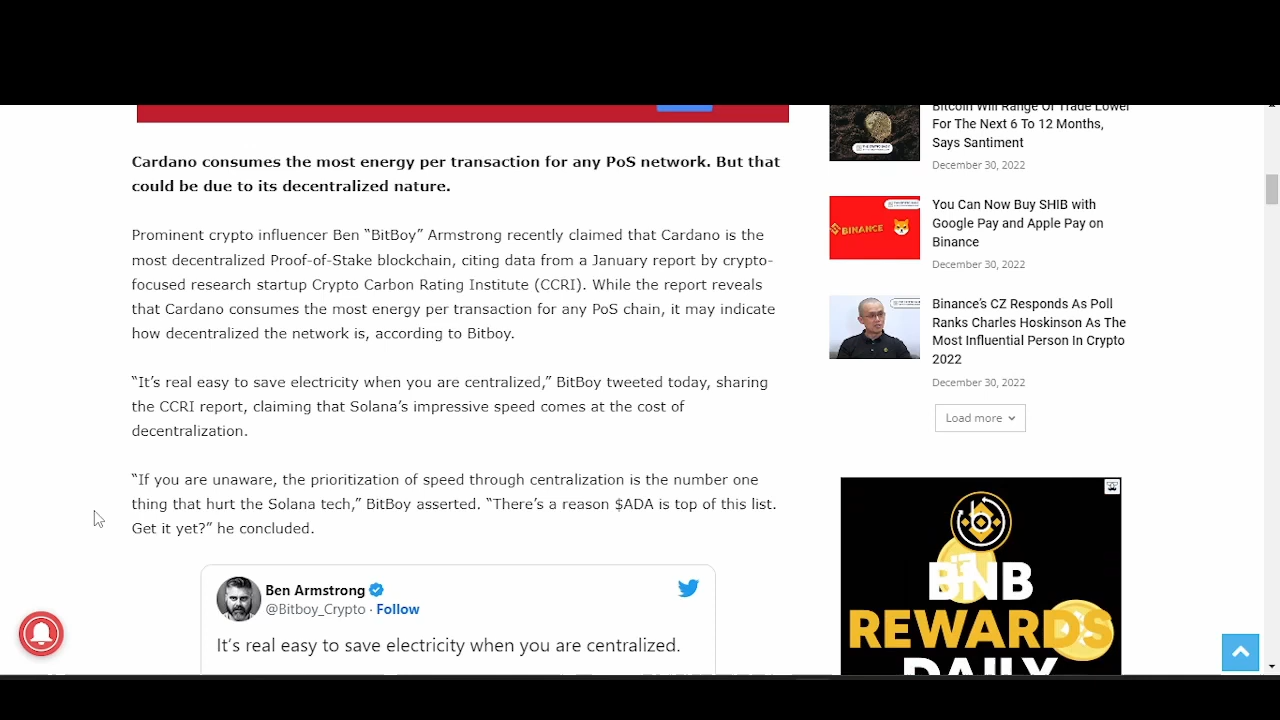 Cardano consumes the most energy per transaction for any PoS network. But that
could be due to its decentralized nature.
Prominent crypto influencer Ben “BitBoy” Armstrong recently claimed that Cardano is the
most decentralized Proof-of-Stake blockchain, citing data from a January report by crypto-
focused research startup Crypto Carbon Rating Institute (CCRI). While the report reveals
that Cardano consumes the most energy per transaction for any PoS chain, it may indicate
how decentralized the network is, according to Bitboy.
“It’s real easy to save electricity when you are centralized,” BitBoy tweeted today, sharing
the CCRI report, claiming that Solana’s impressive speed comes at the cost of
decentralization.
“If you are unaware, the prioritization of speed through centralization is the number one
thing that hurt the Solana tech,” BitBoy asserted. “There’s a reason $ADA is top of this list.
Get it yet?” he concluded.
Ben Armstrong
@Bitboy_Crypto · Follow
It’s real easy to save electricity when you are centralized.
Bitcoin Will Range Or Trade Lower
For The Next 6 To 12 Months,
Says Santiment
December 30, 2022
BINANCE
You Can Now Buy SHIB with
Google Pay and Apple Pay on
Binance
December 30, 2022
Binance’s CZ Responds As Poll
Ranks Charles Hoskinson As The
Most Influential Person In Crypto
2022
December 30, 2022
Load more
BNB
REWARDS
DAILY